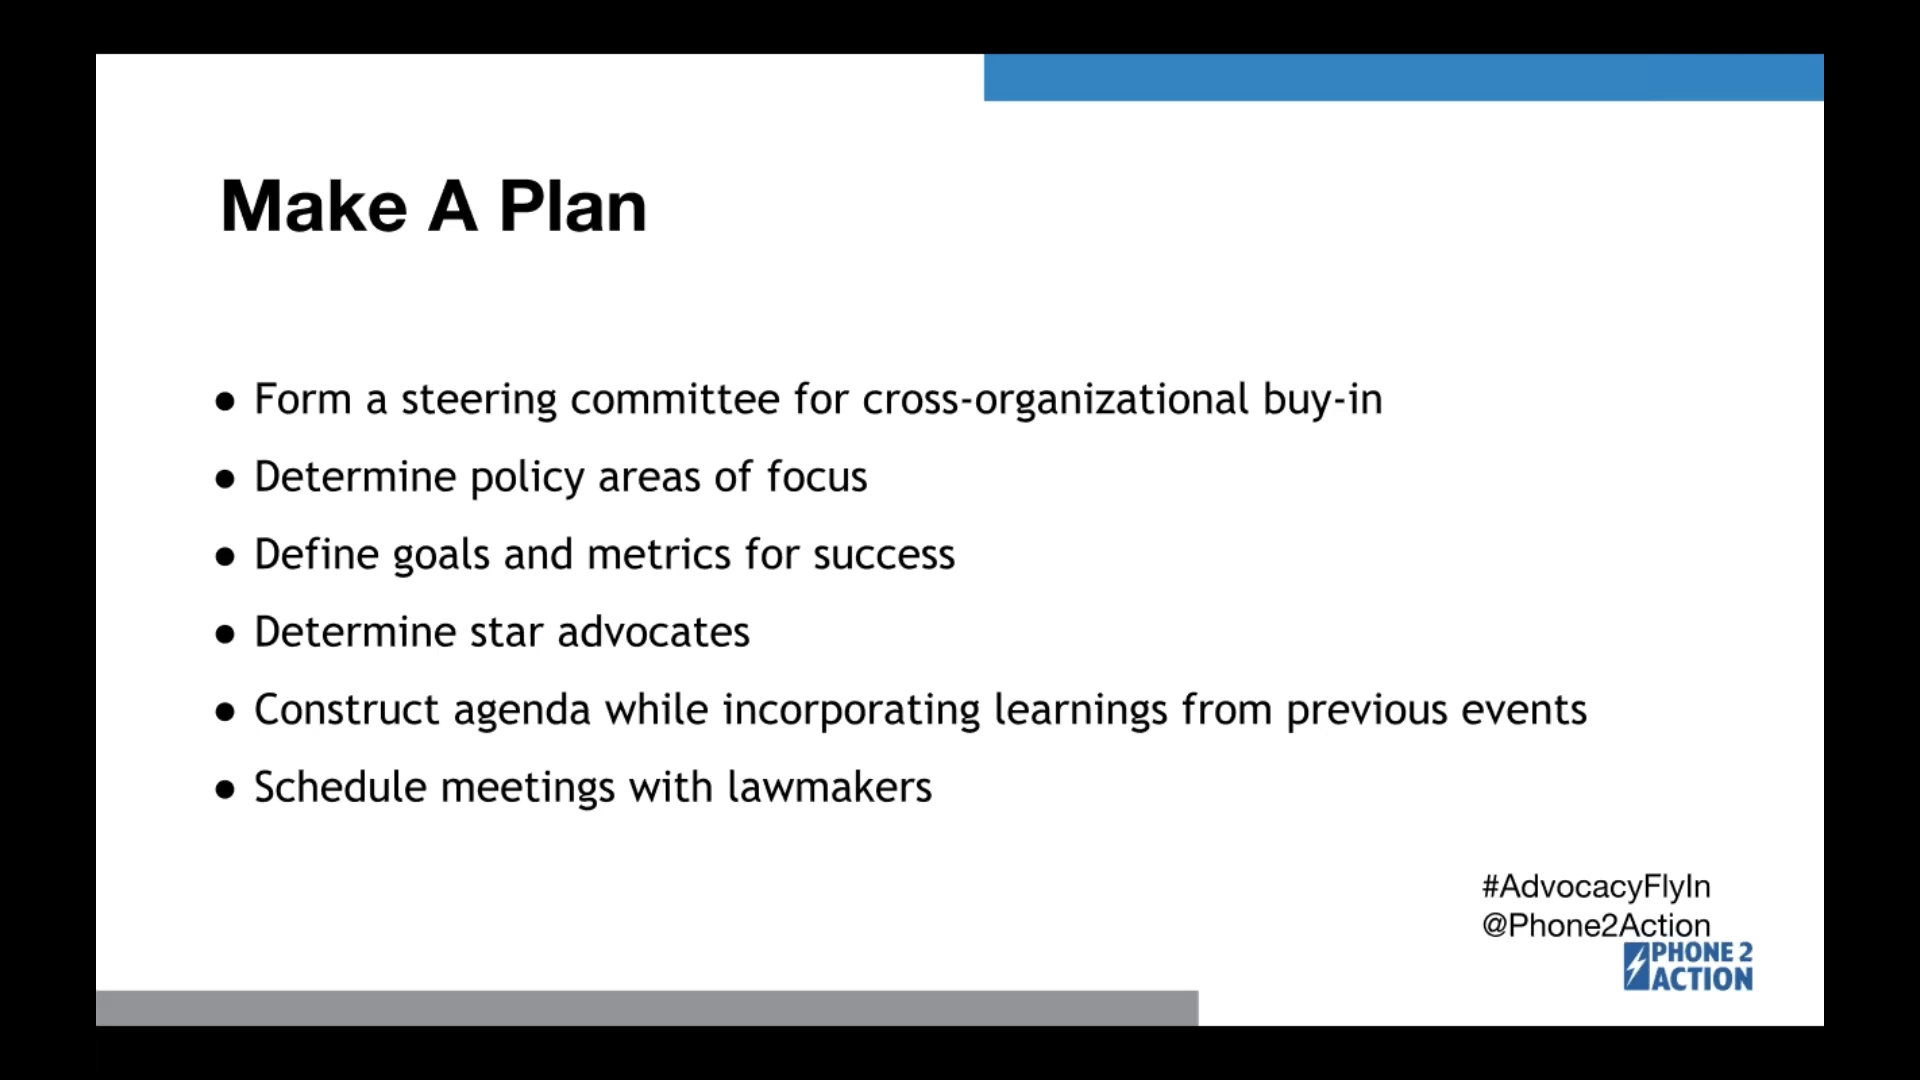 Make A Plan
● Form a steering committee for cross-organizational buy-in
● Determine policy areas of focus
● Define goals and metrics for success
● Determine star advocates
● Construct agenda while incorporating learnings from previous events
● Schedule meetings with lawmakers
#AdvocacyFlyIn
@Phone2Action
PHONE 2
ACTION